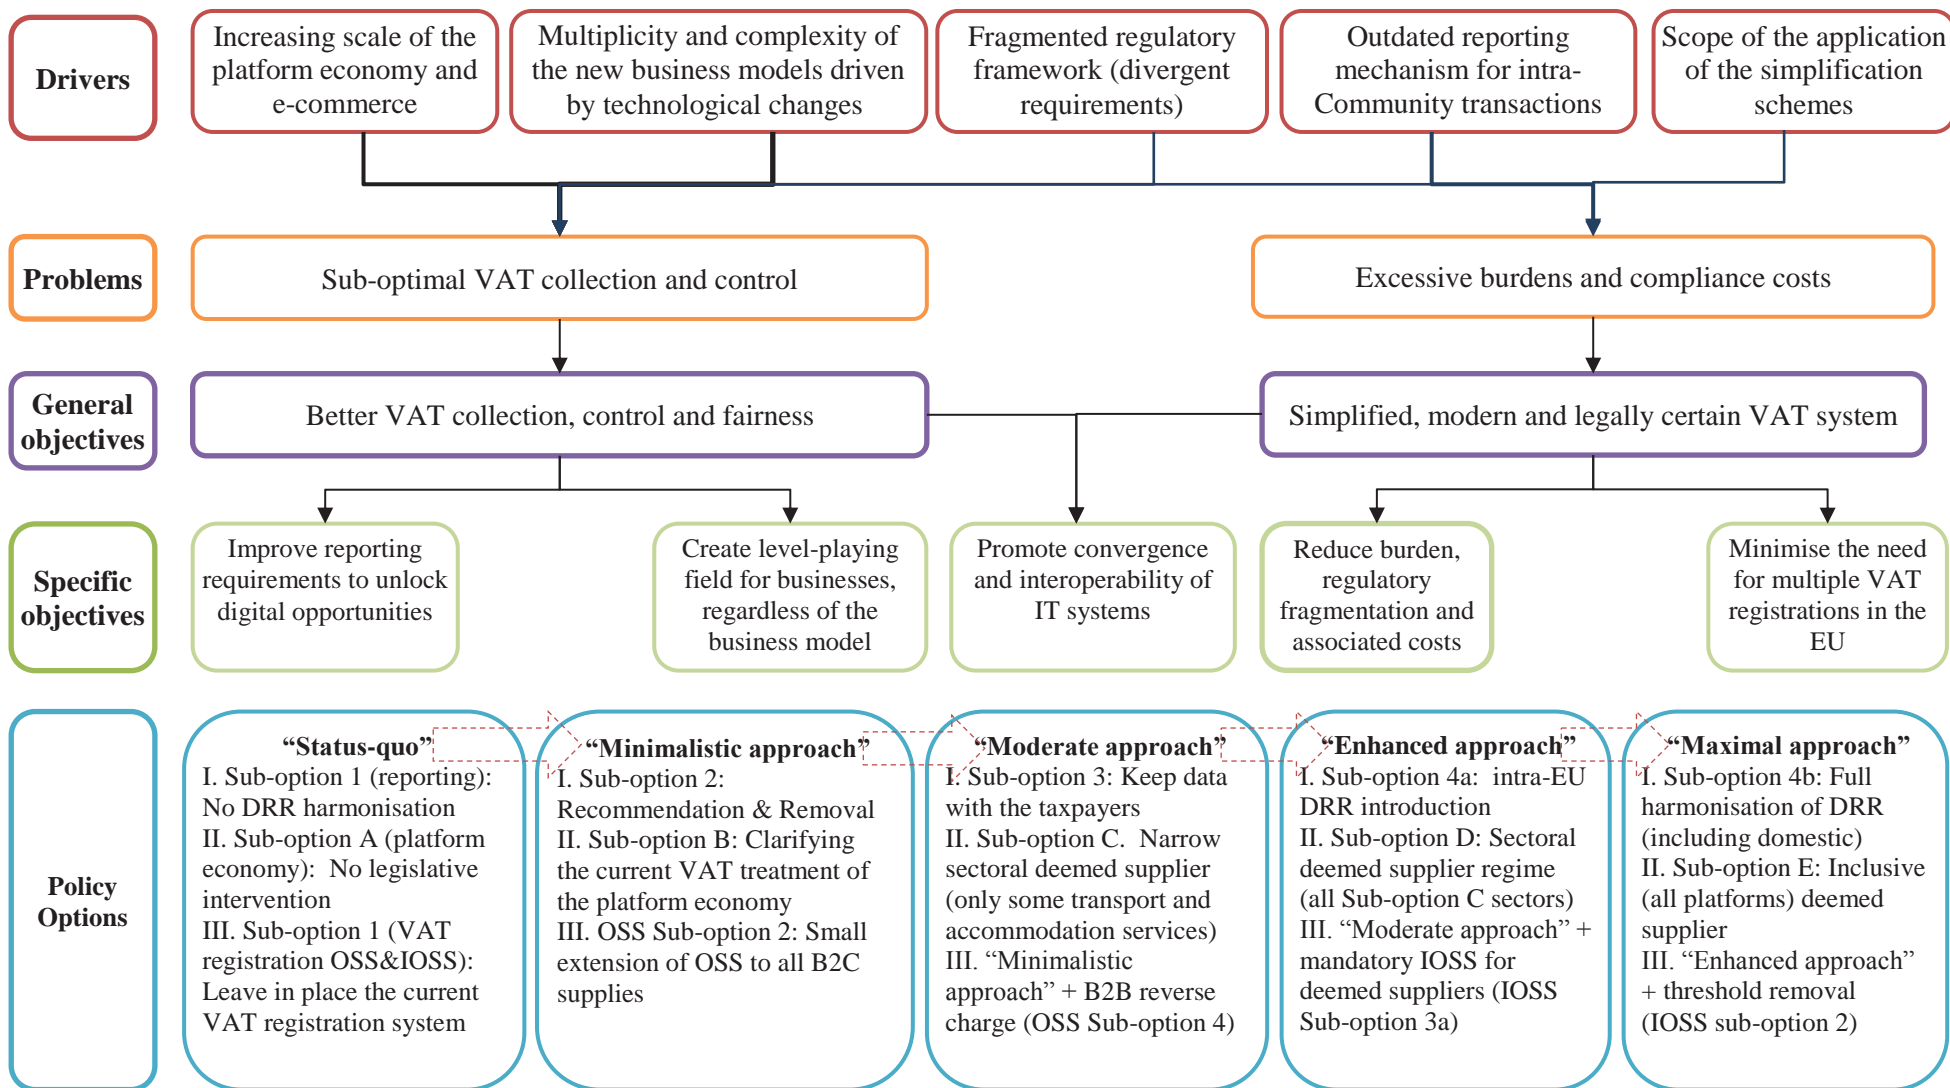 Drivers
Increasing scale of the
platform economy and
e-commerce
Multiplicity and complexity of
the new business models driven
by technological changes
Fragmented regulatory
framework (divergent
requirements)
Outdated reporting
mechanism for intra-
Community transactions
Scope of the application
of the simplification
schemes
Problems
Sub-optimal VAT collection and control
Excessive burdens and compliance costs
General
objectives
Better VAT collection, control and fairness
Simplified, modern and legally certain VAT system
Specific
objectives
Improve reporting
requirements to unlock
digital opportunities
Create level-playing
field for businesses,
regardless of the
business model
Promote convergence
and interoperability of
IT systems
Reduce burden,
regulatory
fragmentation and
associated costs
Minimise the need
for multiple VAT
registrations in the
EU
Policy
Options
“Status-quo”
I. Sub-option 1 (reporting):
No DRR harmonisation
II. Sub-option A (platform
economy): No legislative
intervention
III. Sub-option 1 (VAT
registration OSS&IOSS):
Leave in place the current
VAT registration system
“Minimalistic approach”
I. Sub-option 2:
Recommendation & Removal
II. Sub-option B: Clarifying
the current VAT treatment of
the platform economy
III. OSS Sub-option 2: Small
extension of OSS to all B2C
supplies
“Moderate approach”
I. Sub-option 3: Keep data
with the taxpayers
II. Sub-option C. Narrow
sectoral deemed supplier
(only some transport and
accommodation services)
III. “Minimalistic
approach” + B2B reverse
charge (OSS Sub-option 4)
“Enhanced approach”
I. Sub-option 4a: intra-EU
DRR introduction
II. Sub-option D: Sectoral
deemed supplier regime
(all Sub-option C sectors)
III. “Moderate approach” +
mandatory IOSS for
deemed suppliers (IOSS
Sub-option 3a)
“Maximal approach”
I. Sub-option 4b: Full
harmonisation of DRR
(including domestic)
II. Sub-option E: Inclusive
(all platforms) deemed
supplier
III. “Enhanced approach”
+ threshold removal
(IOSS sub-option 2)